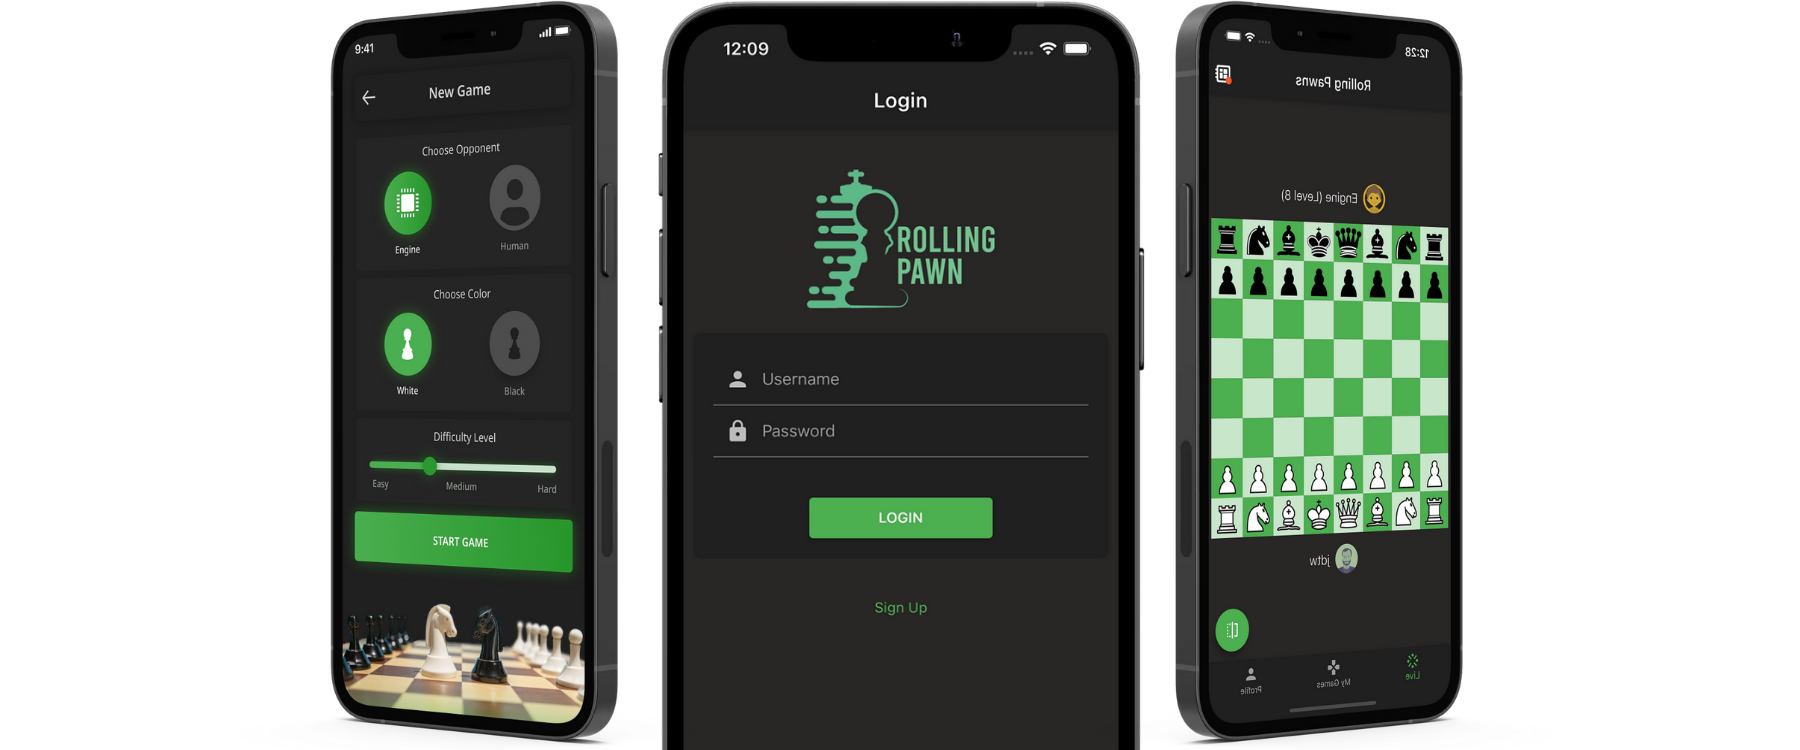 9:41
New Game
Choose Opponent
Engine
Human
Choose Color
White
Black
Difficulty Level
Easy
Medium
Hard
START GAME
12:09
Login
ROLLING
PAWN
Username
Password
LOGIN
Sign Up
12:28
Rolling Pawns
Engine (Level 8)
jdtw
Profile
My Games
Live